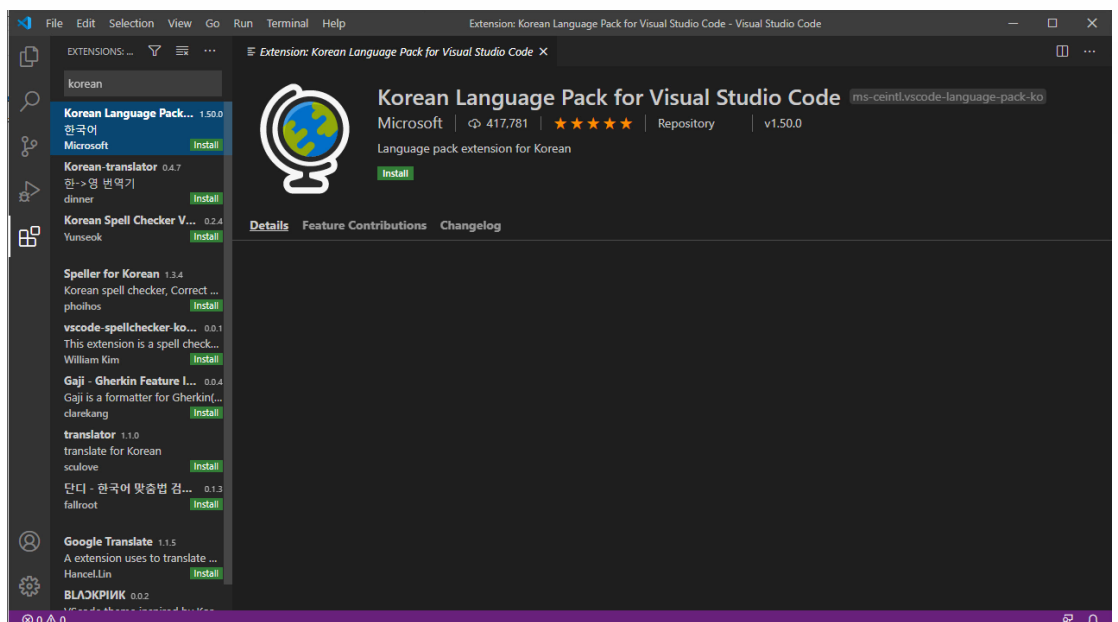 File Edit Selection View Go Run Terminal Help
Extension: Korean Language Pack for Visual Studio Code - Visual Studio Code
EXTENSIONS: ...
Extension: Korean Language Pack for Visual Studio Code
korean
Korean Language Pack... 1.50.0
한국어
Microsoft Install
Korean-translator 0.4.7
한->영 번역기
dinner Install
Korean Spell Checker V... 0.2.4
Yunseok Install
Speller for Korean 1.3.4
Korean spell checker, Correct ...
phoihos Install
vscode-spellchecker-ko... 0.0.1
This extension is a spell check...
William Kim Install
Gaji - Gherkin Feature I... 0.0.4
Gaji is a formatter for Gherkin(...
clarekang Install
translator 1.1.0
translate for Korean
sculove Install
단디 - 한국어 맞춤법 검... 0.1.3
fallroot Install
Google Translate 1.1.5
A extension uses to translate ...
Hancel.Lin Install
BLΛƆKPIИK 0.0.2
Korean Language Pack for Visual Studio Code ms-ceintl.vscode-language-pack-ko
Microsoft 417,781 Repository v1.50.0
Language pack extension for Korean
Install
Details Feature Contributions Changelog
0 0